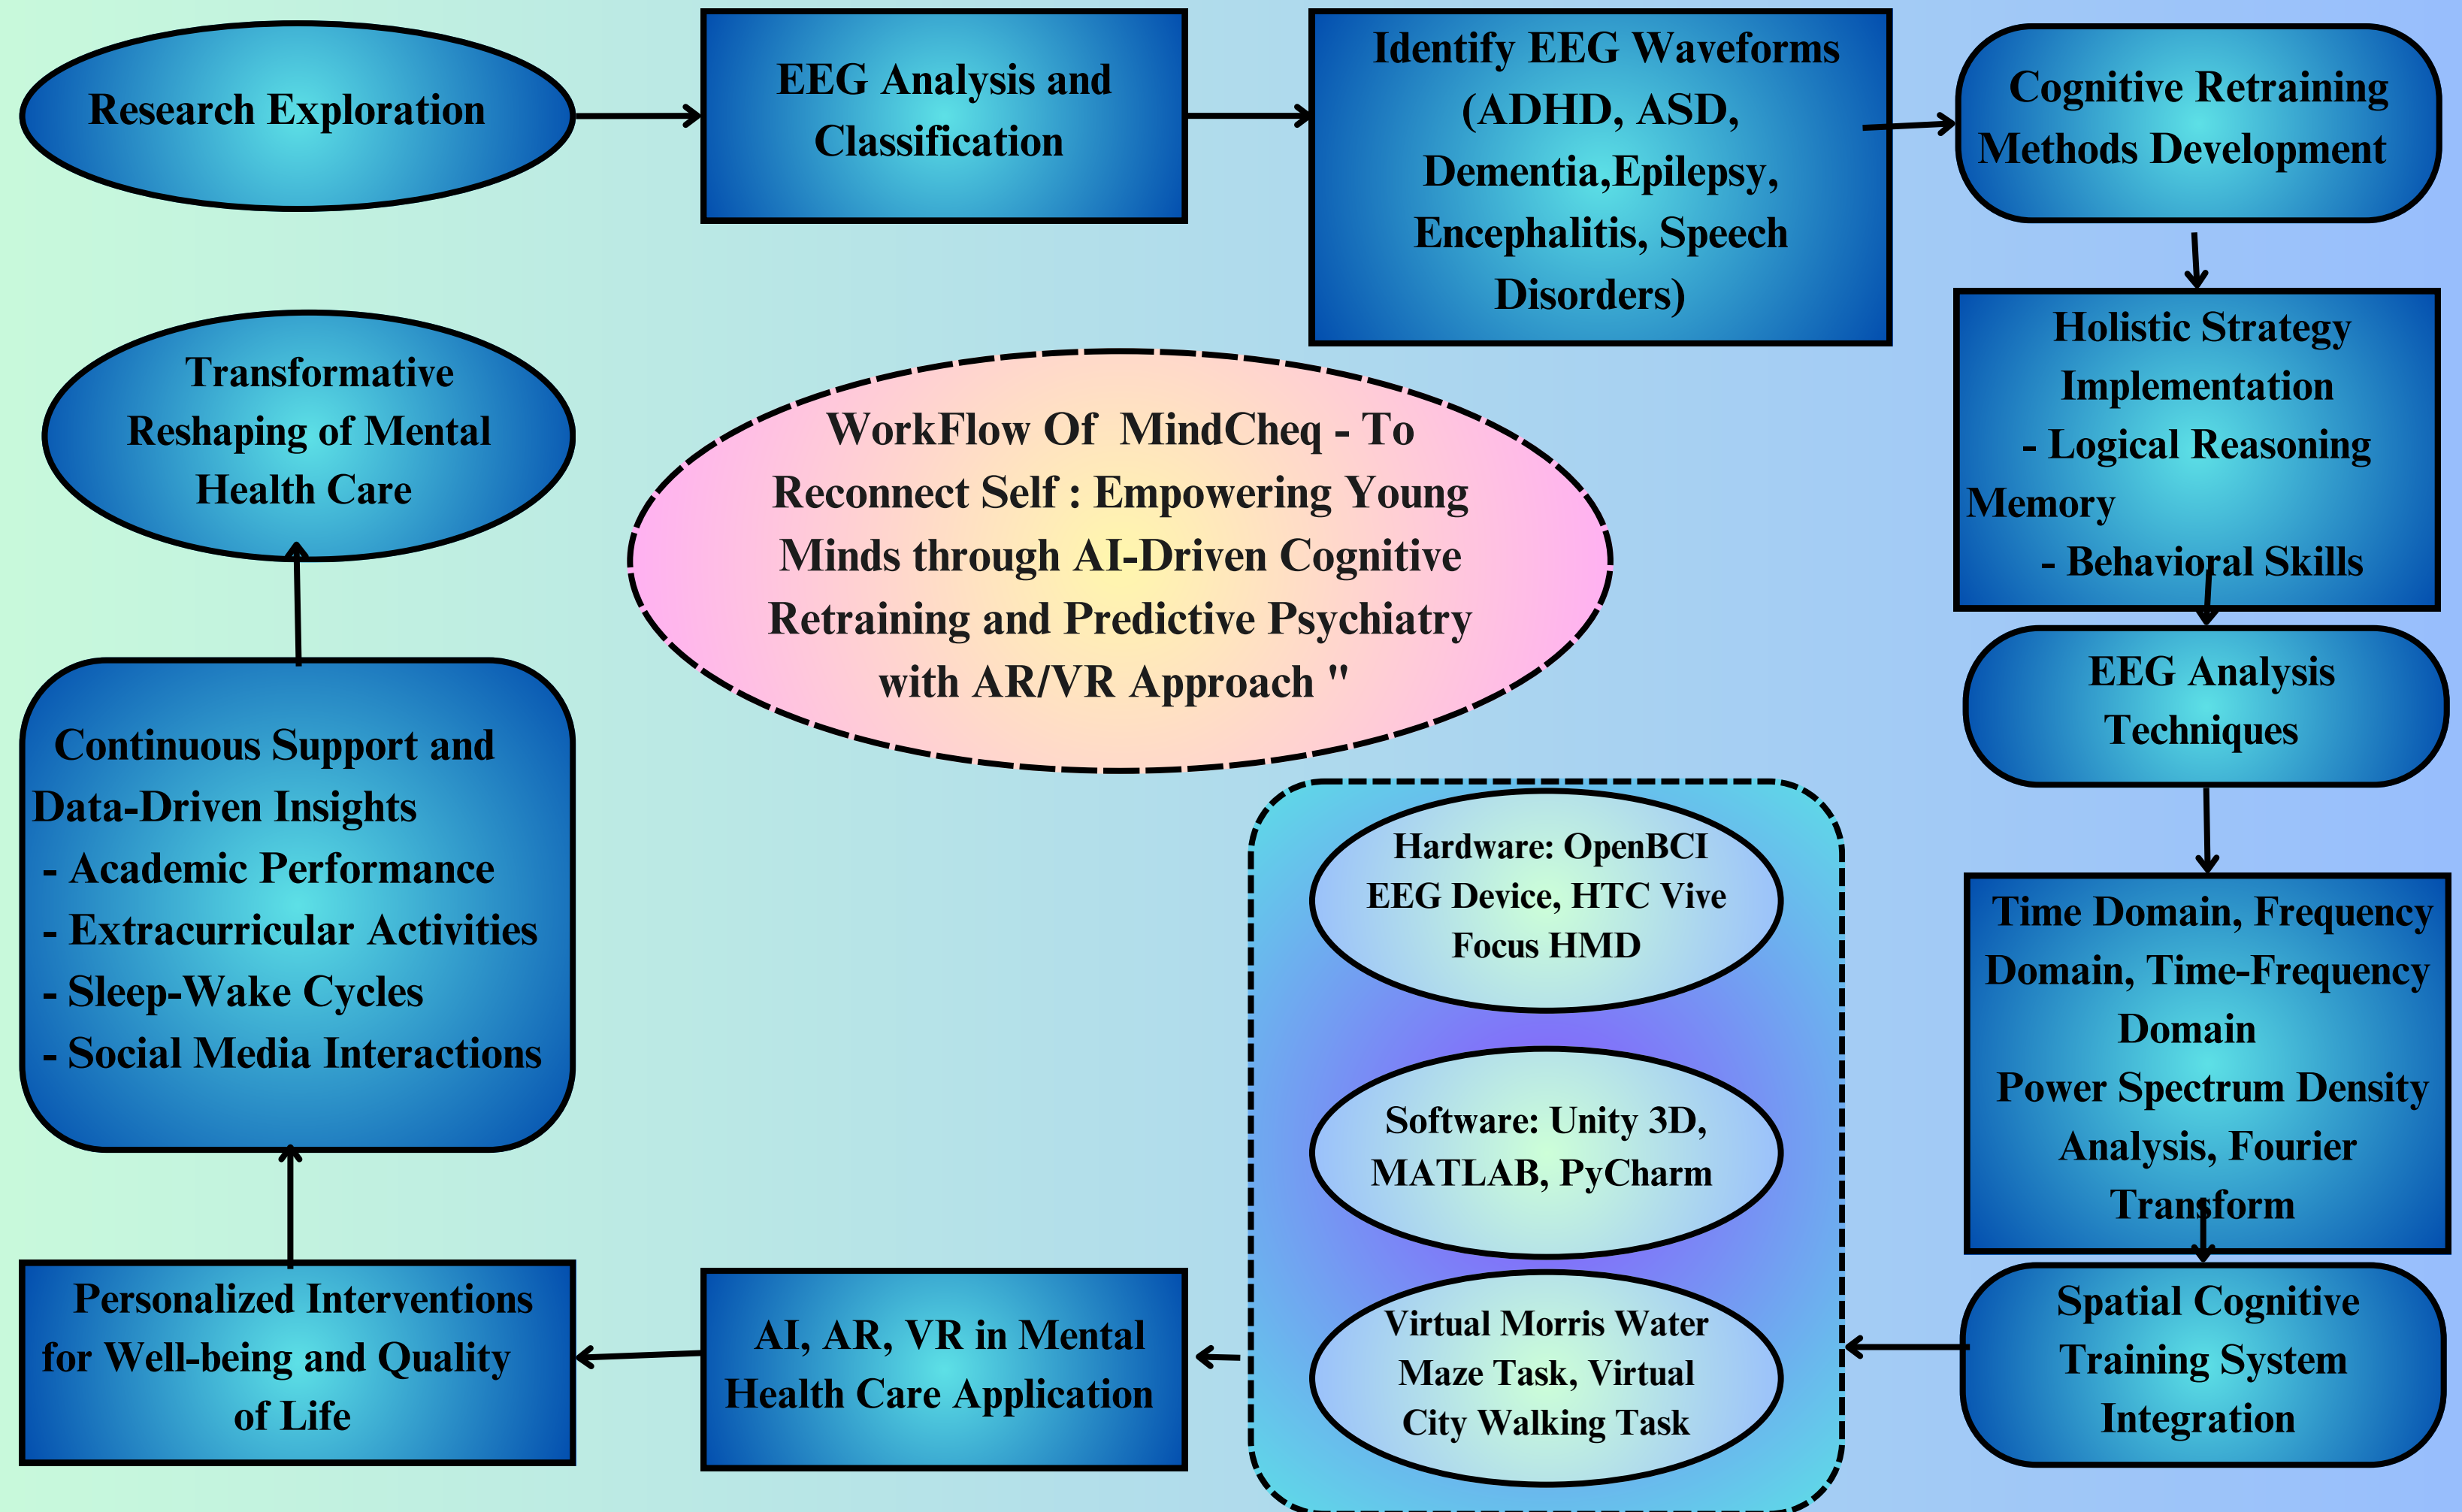 Research Exploration
EEG Analysis and
Classification
Identify EEG Waveforms
(ADHD, ASD,
Dementia,Epilepsy,
Encephalitis, Speech
Disorders)
Cognitive Retraining
Methods Development
Holistic Strategy
Implementation
- Logical Reasoning
Memory
- Behavioral Skills
EEG Analysis
Techniques
Time Domain, Frequency
Domain, Time-Frequency
Domain
Power Spectrum Density
Analysis, Fourier
Transform
Spatial Cognitive
Training System
Integration
Hardware: OpenBCI
EEG Device, HTC Vive
Focus HMD
Software: Unity 3D,
MATLAB, PyCharm
Virtual Morris Water
Maze Task, Virtual
City Walking Task
AI, AR, VR in Mental
Health Care Application
Personalized Interventions
for Well-being and Quality
of Life
Continuous Support and
Data-Driven Insights
- Academic Performance
- Extracurricular Activities
- Sleep-Wake Cycles
- Social Media Interactions
Transformative
Reshaping of Mental
Health Care
WorkFlow Of MindCheq - To
Reconnect Self : Empowering Young
Minds through AI-Driven Cognitive
Retraining and Predictive Psychiatry
with AR/VR Approach "